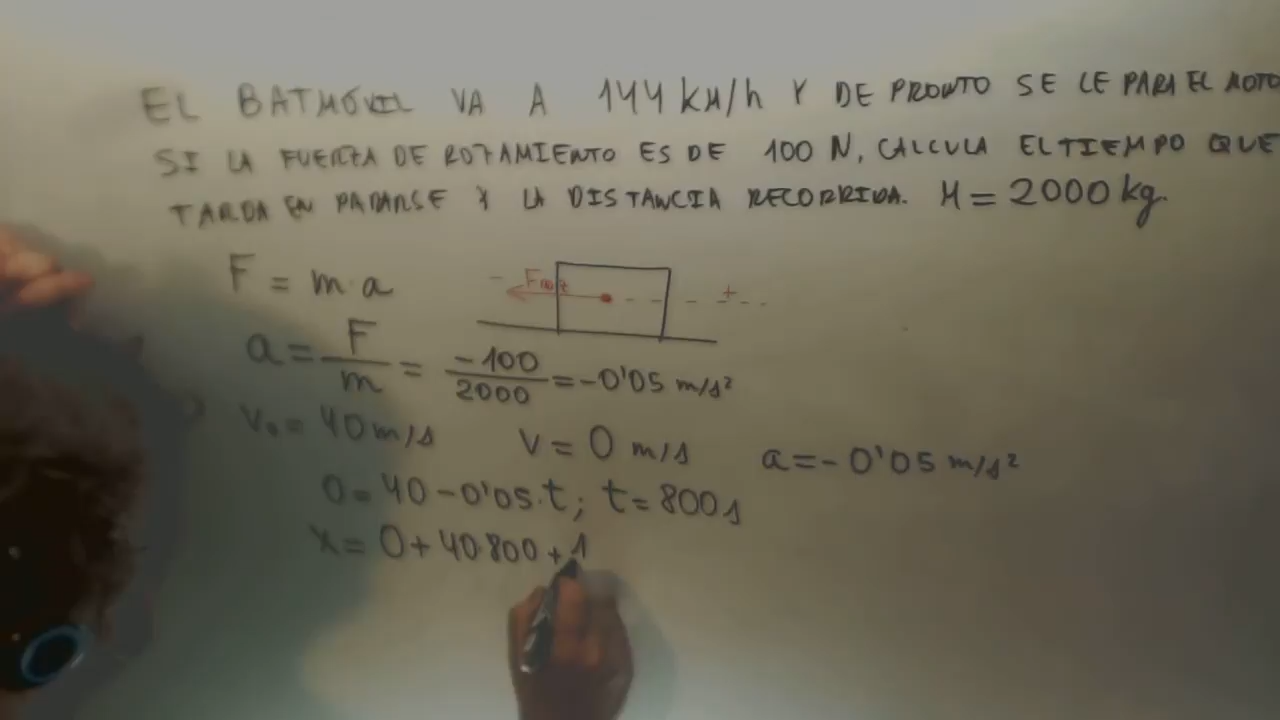 EL BATMÓVIL VA A 144 KM/h Y DE PRONTO SE LE PARA EL MOTO
SI LA FUERZA DE ROZAMIENTO ES DE 100 N, CALCULA EL TIEMPO QUE
TARDA EN PARARSE Y LA DISTANCIA RECORRIDA. M = 2000 kg.
F = m·a
- Froz +
a = F/m = -100/2000 = -0'05 m/s²
V₀ = 40 m/s V = 0 m/s a = -0'05 m/s²
0 = 40 - 0'05·t; t = 800 s
X = 0 + 40·800 + 1